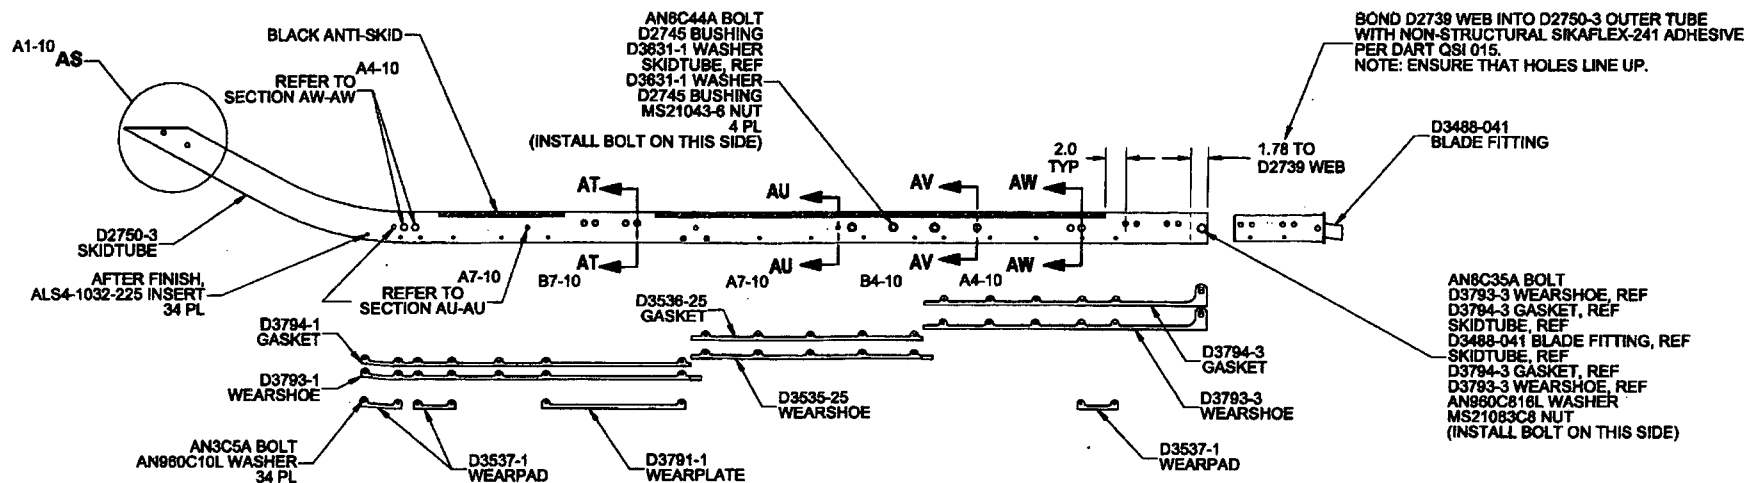 A1-10
AS
BLACK ANTI-SKID
A4-10
REFER TO
SECTION AW-AW
AN6C44A BOLT
D2745 BUSHING
D3631-1 WASHER
SKIDTUBE, REF
D3631-1 WASHER
D2745 BUSHING
MS21043-6 NUT
4 PL
(INSTALL BOLT ON THIS SIDE)
BOND D2739 WEB INTO D2750-3 OUTER TUBE
WITH NON-STRUCTURAL SIKAFLEX-241 ADHESIVE
PER DART QSI 015.
NOTE: ENSURE THAT HOLES LINE UP.
D3488-041
BLADE FITTING
2.0
TYP
1.78 TO
D2739 WEB
AT
AU
AV
AW
D2750-3
SKIDTUBE
AFTER FINISH,
ALS4-1032-225 INSERT
34 PL
REFER TO
SECTION AU-AU
A7-10
AT
B7-10
AU
A7-10
AV
B4-10
AW
A4-10
D3536-25
GASKET
D3794-1
GASKET
D3793-1
WEARSHOE
D3535-25
WEARSHOE
D3794-3
GASKET
D3793-3
WEARSHOE
AN3C5A BOLT
AN960C10L WASHER
34 PL
D3537-1
WEARPAD
D3791-1
WEARPLATE
D3537-1
WEARPAD
AN8C35A BOLT
D3793-3 WEARSHOE, REF
D3794-3 GASKET, REF
SKIDTUBE, REF
D3488-041 BLADE FITTING, REF
SKIDTUBE, REF
D3794-3 GASKET, REF
D3793-3 WEARSHOE, REF
AN960C816L WASHER
MS21083C8 NUT
(INSTALL BOLT ON THIS SIDE)